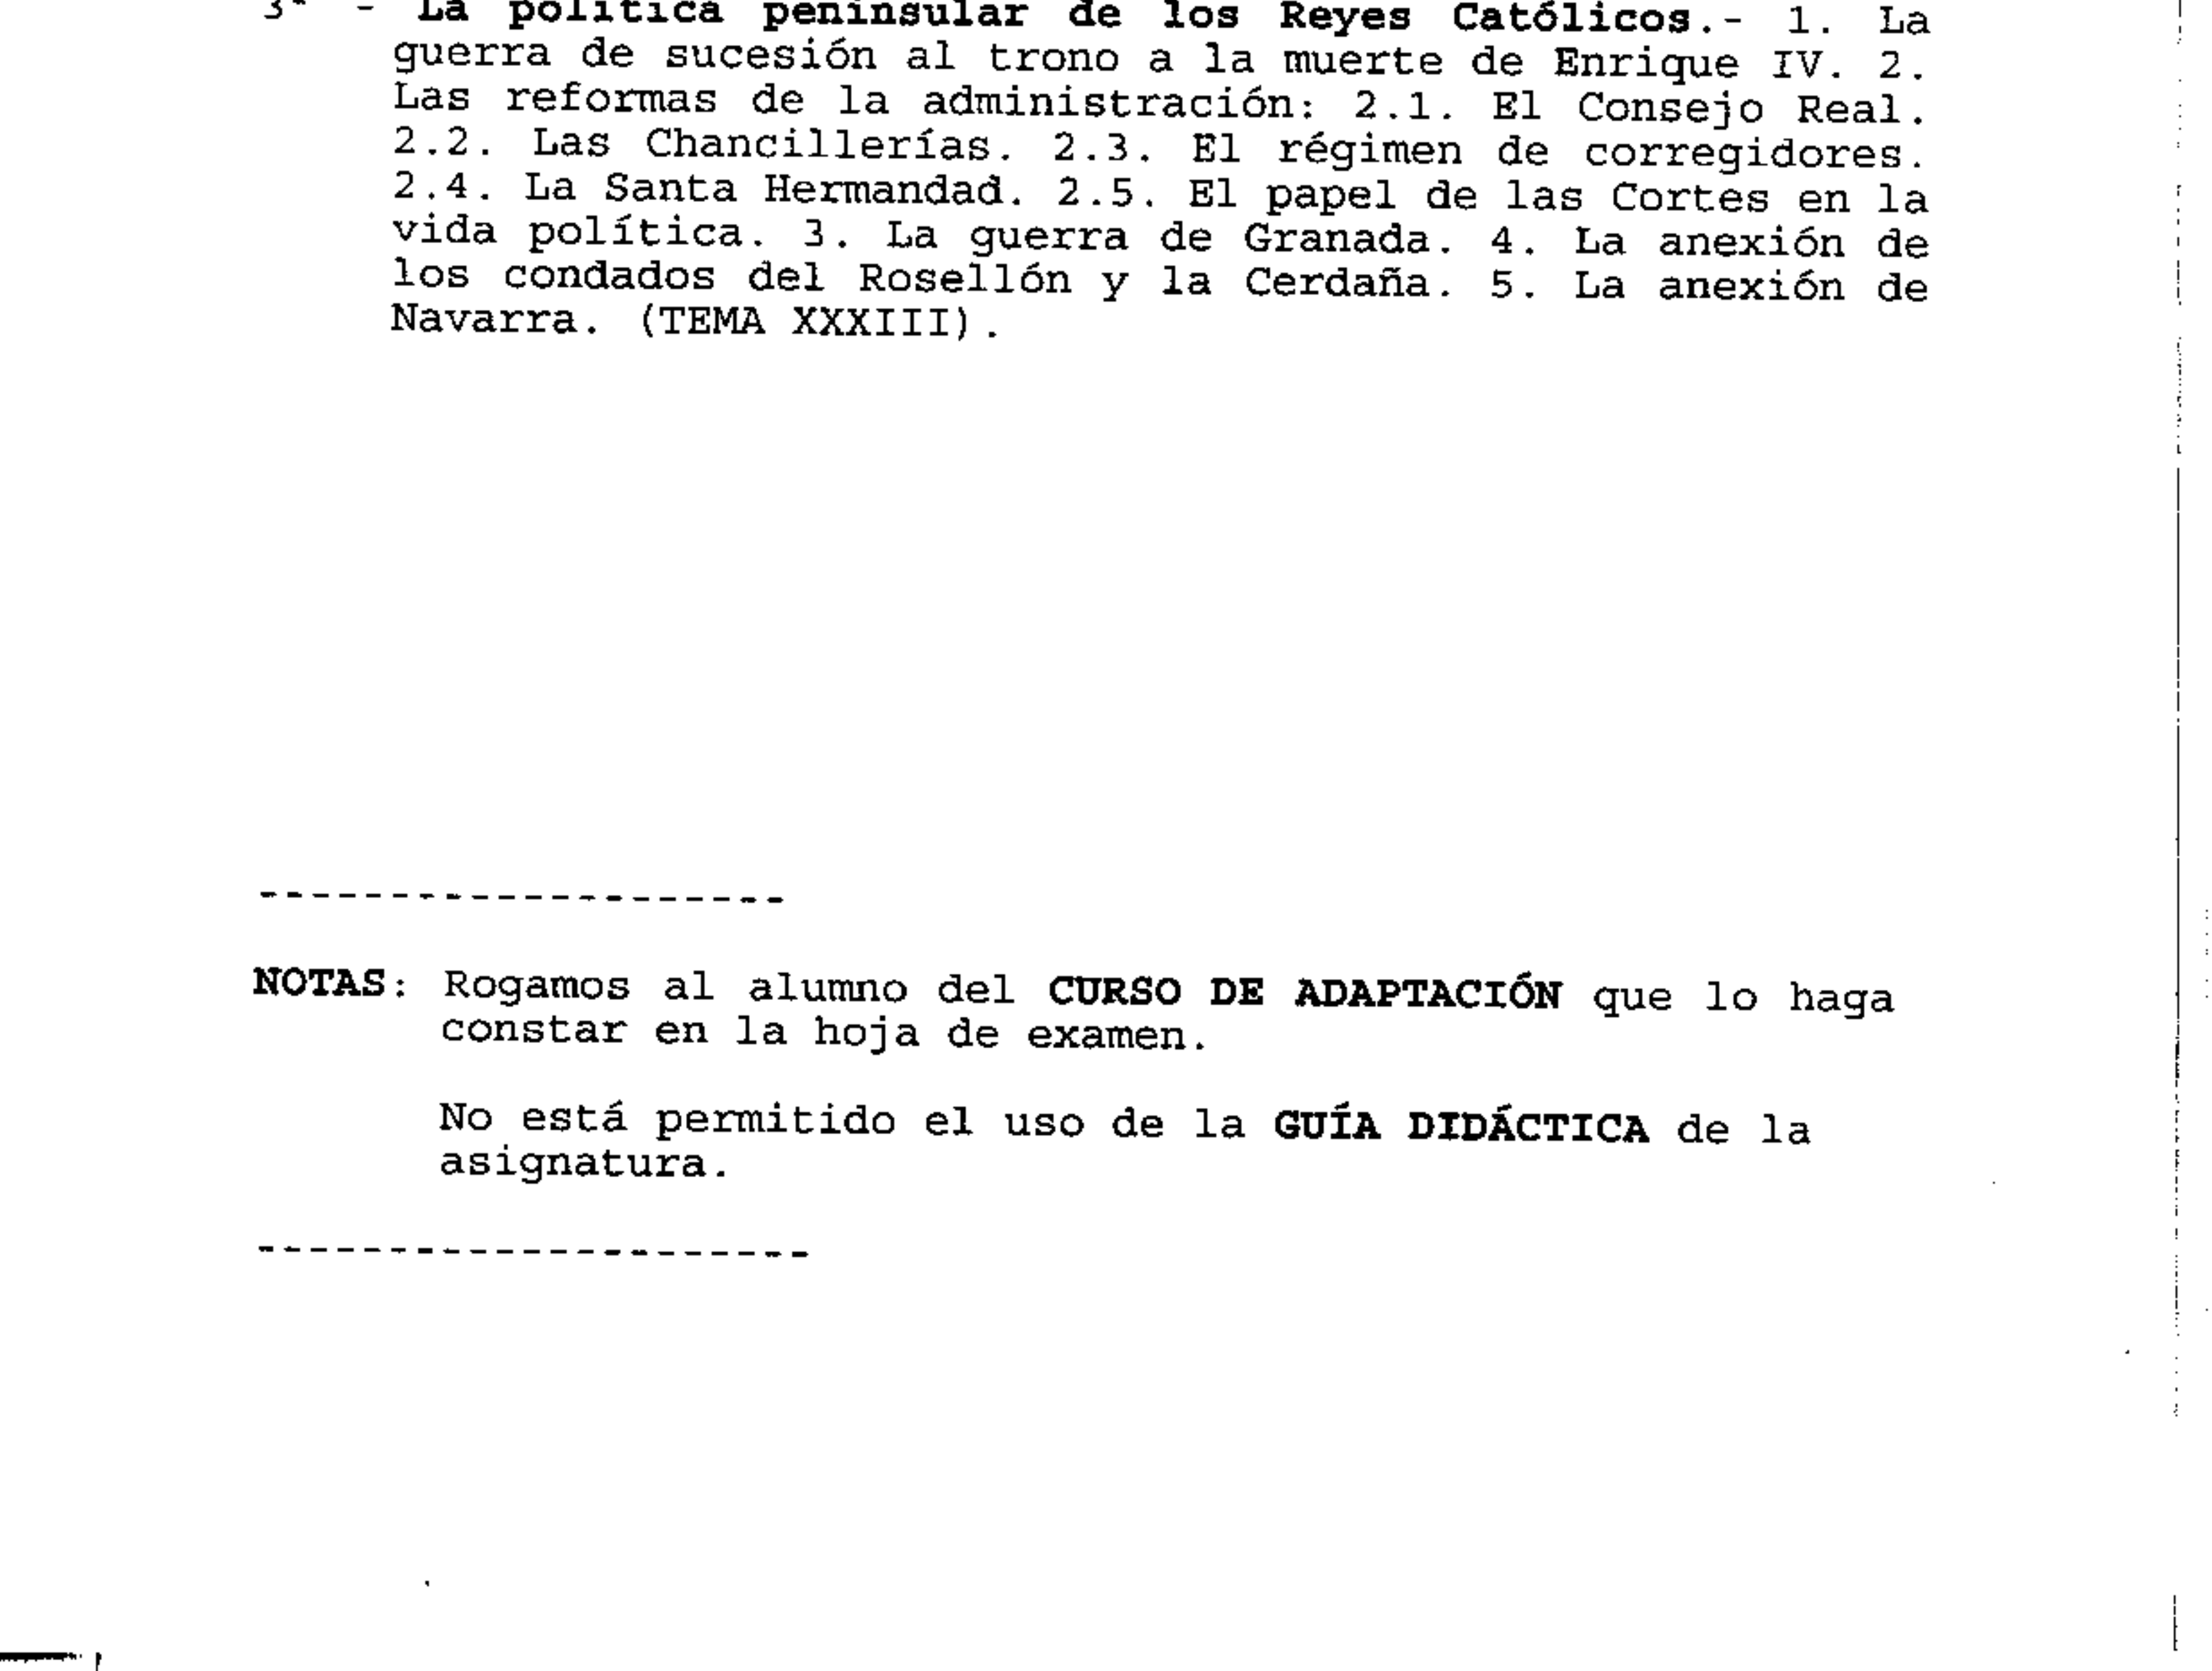 3ª - La política peninsular de los Reyes Católicos.- 1. La
guerra de sucesión al trono a la muerte de Enrique IV. 2.
Las reformas de la administración: 2.1. El Consejo Real.
2.2. Las Chancillerías. 2.3. El régimen de corregidores.
2.4. La Santa Hermandad. 2.5. El papel de las Cortes en la
vida política. 3. La guerra de Granada. 4. La anexión de
los condados del Rosellón y la Cerdaña. 5. La anexión de
Navarra. (TEMA XXXIII).
--------------------
NOTAS: Rogamos al alumno del CURSO DE ADAPTACIÓN que lo haga
constar en la hoja de examen.
No está permitido el uso de la GUÍA DIDÁCTICA de la
asignatura.
---------------------